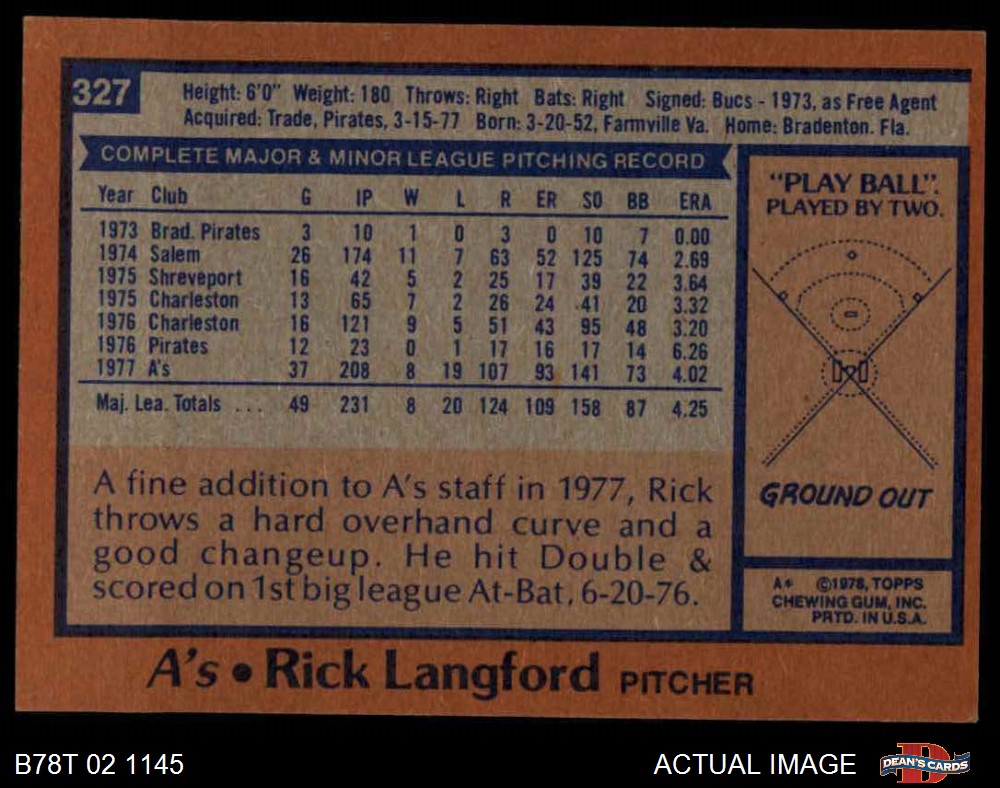 327
Height: 6'0" Weight: 180 Throws: Right Bats: Right Signed: Bucs - 1973, as Free Agent
Acquired: Trade, Pirates, 3-15-77 Born: 3-20-52, Farmville Va. Home: Bradenton. Fla.
COMPLETE MAJOR & MINOR LEAGUE PITCHING RECORD
Year Club G IP W L R ER SO BB ERA
1973 Brad. Pirates 3 10 1 0 3 0 10 7 0.00
1974 Salem 26 174 11 7 63 52 125 74 2.69
1975 Shreveport 16 42 5 2 25 17 39 22 3.64
1975 Charleston 13 65 7 2 26 24 41 20 3.32
1976 Charleston 16 121 9 5 51 43 95 48 3.20
1976 Pirates 12 23 0 1 17 16 17 14 6.26
1977 A's 37 208 8 19 107 93 141 73 4.02
Maj. Lea. Totals ... 49 231 8 20 124 109 158 87 4.25
A fine addition to A's staff in 1977, Rick
throws a hard overhand curve and a
good changeup. He hit Double &
scored on 1st big league At-Bat, 6-20-76.
"PLAY BALL".
PLAYED BY TWO.
GROUND OUT
A* ©1978, TOPPS
CHEWING GUM, INC.
PRTD. IN U.S.A.
A's • Rick Langford PITCHER
B78T 02 1145
ACTUAL IMAGE
D
DEAN'S CARDS